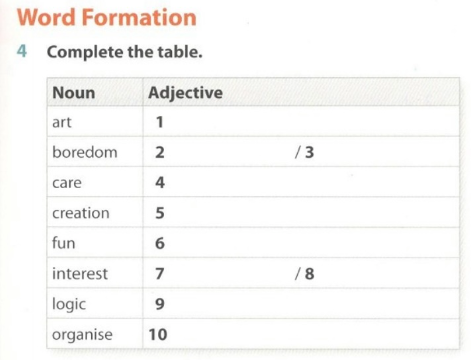 Word Formation
4 Complete the table.
Noun Adjective
art 1
boredom 2 / 3
care 4
creation 5
fun 6
interest 7 / 8
logic 9
organise 10